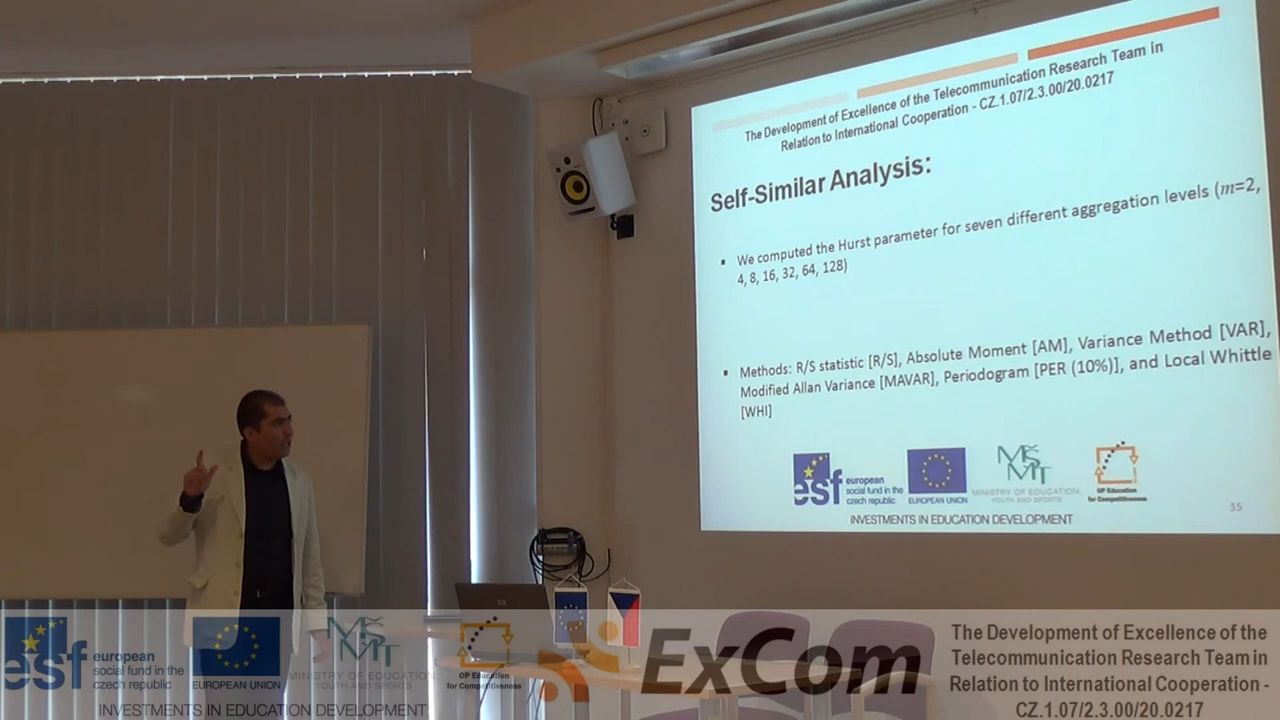 The Development of Excellence of the Telecommunication Research Team in
Relation to International Cooperation - CZ.1.07/2.3.00/20.0217
Self-Similar Analysis:
▪ We computed the Hurst parameter for seven different aggregation levels (m=2,
4, 8, 16, 32, 64, 128)
▪ Methods: R/S statistic [R/S], Absolute Moment [AM], Variance Method [VAR],
Modified Allan Variance [MAVAR], Periodogram [PER (10%)], and Local Whittle
[WHI]
esf
european
social fund in the
czech republic
EUROPEAN UNION
MŠMT
MINISTRY OF EDUCATION,
YOUTH AND SPORTS
OP Education
for Competitiveness
INVESTMENTS IN EDUCATION DEVELOPMENT
35
esf
european
social fund in the
czech republic
EUROPEAN UNION
MŠMT
MINISTRY OF EDUCATION,
YOUTH AND SPORTS
OP Education
for Competitiveness
INVESTMENTS IN EDUCATION DEVELOPMENT
ExCom
The Development of Excellence of the
Telecommunication Research Team in
Relation to International Cooperation -
CZ.1.07/2.3.00/20.0217